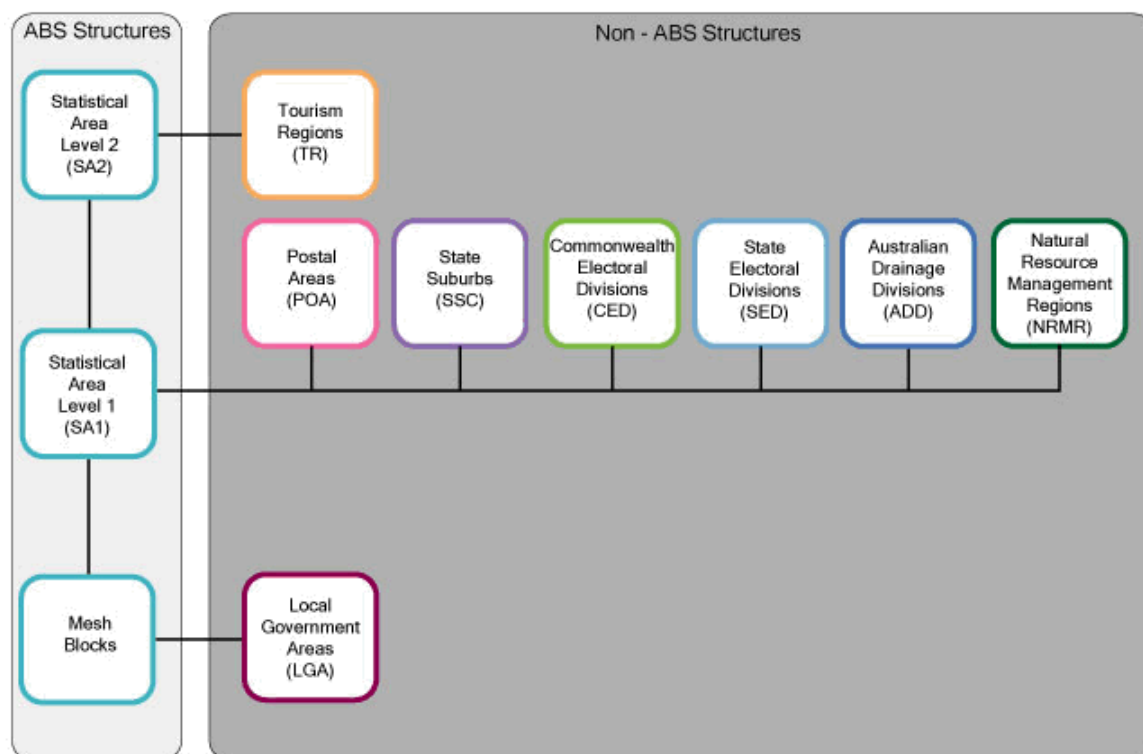 ABS Structures
Non - ABS Structures
Statistical
Area
Level 2
(SA2)
Tourism
Regions
(TR)
Postal
Areas
(POA)
State
Suburbs
(SSC)
Commonwealth
Electoral
Divisions
(CED)
State
Electoral
Divisions
(SED)
Australian
Drainage
Divisions
(ADD)
Natural
Resource
Management
Regions
(NRMR)
Statistical
Area
Level 1
(SA1)
Mesh
Blocks
Local
Government
Areas
(LGA)